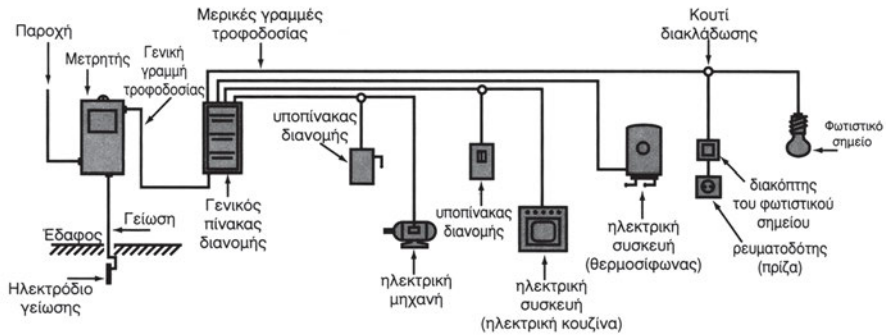 Παροχή
Μετρητής
Γενική
γραμμή
τροφοδοσίας
Μερικές γραμμές
τροφοδοσίας
Κουτί
διακλάδωσης
υποπίνακας
διανομής
Φωτιστικό
σημείο
Γείωση
Έδαφος
Ηλεκτρόδιο
γείωσης
Γενικός
πίνακας
διανομής
ηλεκτρική
μηχανή
υποπίνακας
διανομής
ηλεκτρική
συσκευή
(ηλεκτρική κουζίνα)
ηλεκτρική
συσκευή
(θερμοσίφωνας)
διακόπτης
του φωτιστικού
σημείου
ρευματοδότης
(πρίζα)